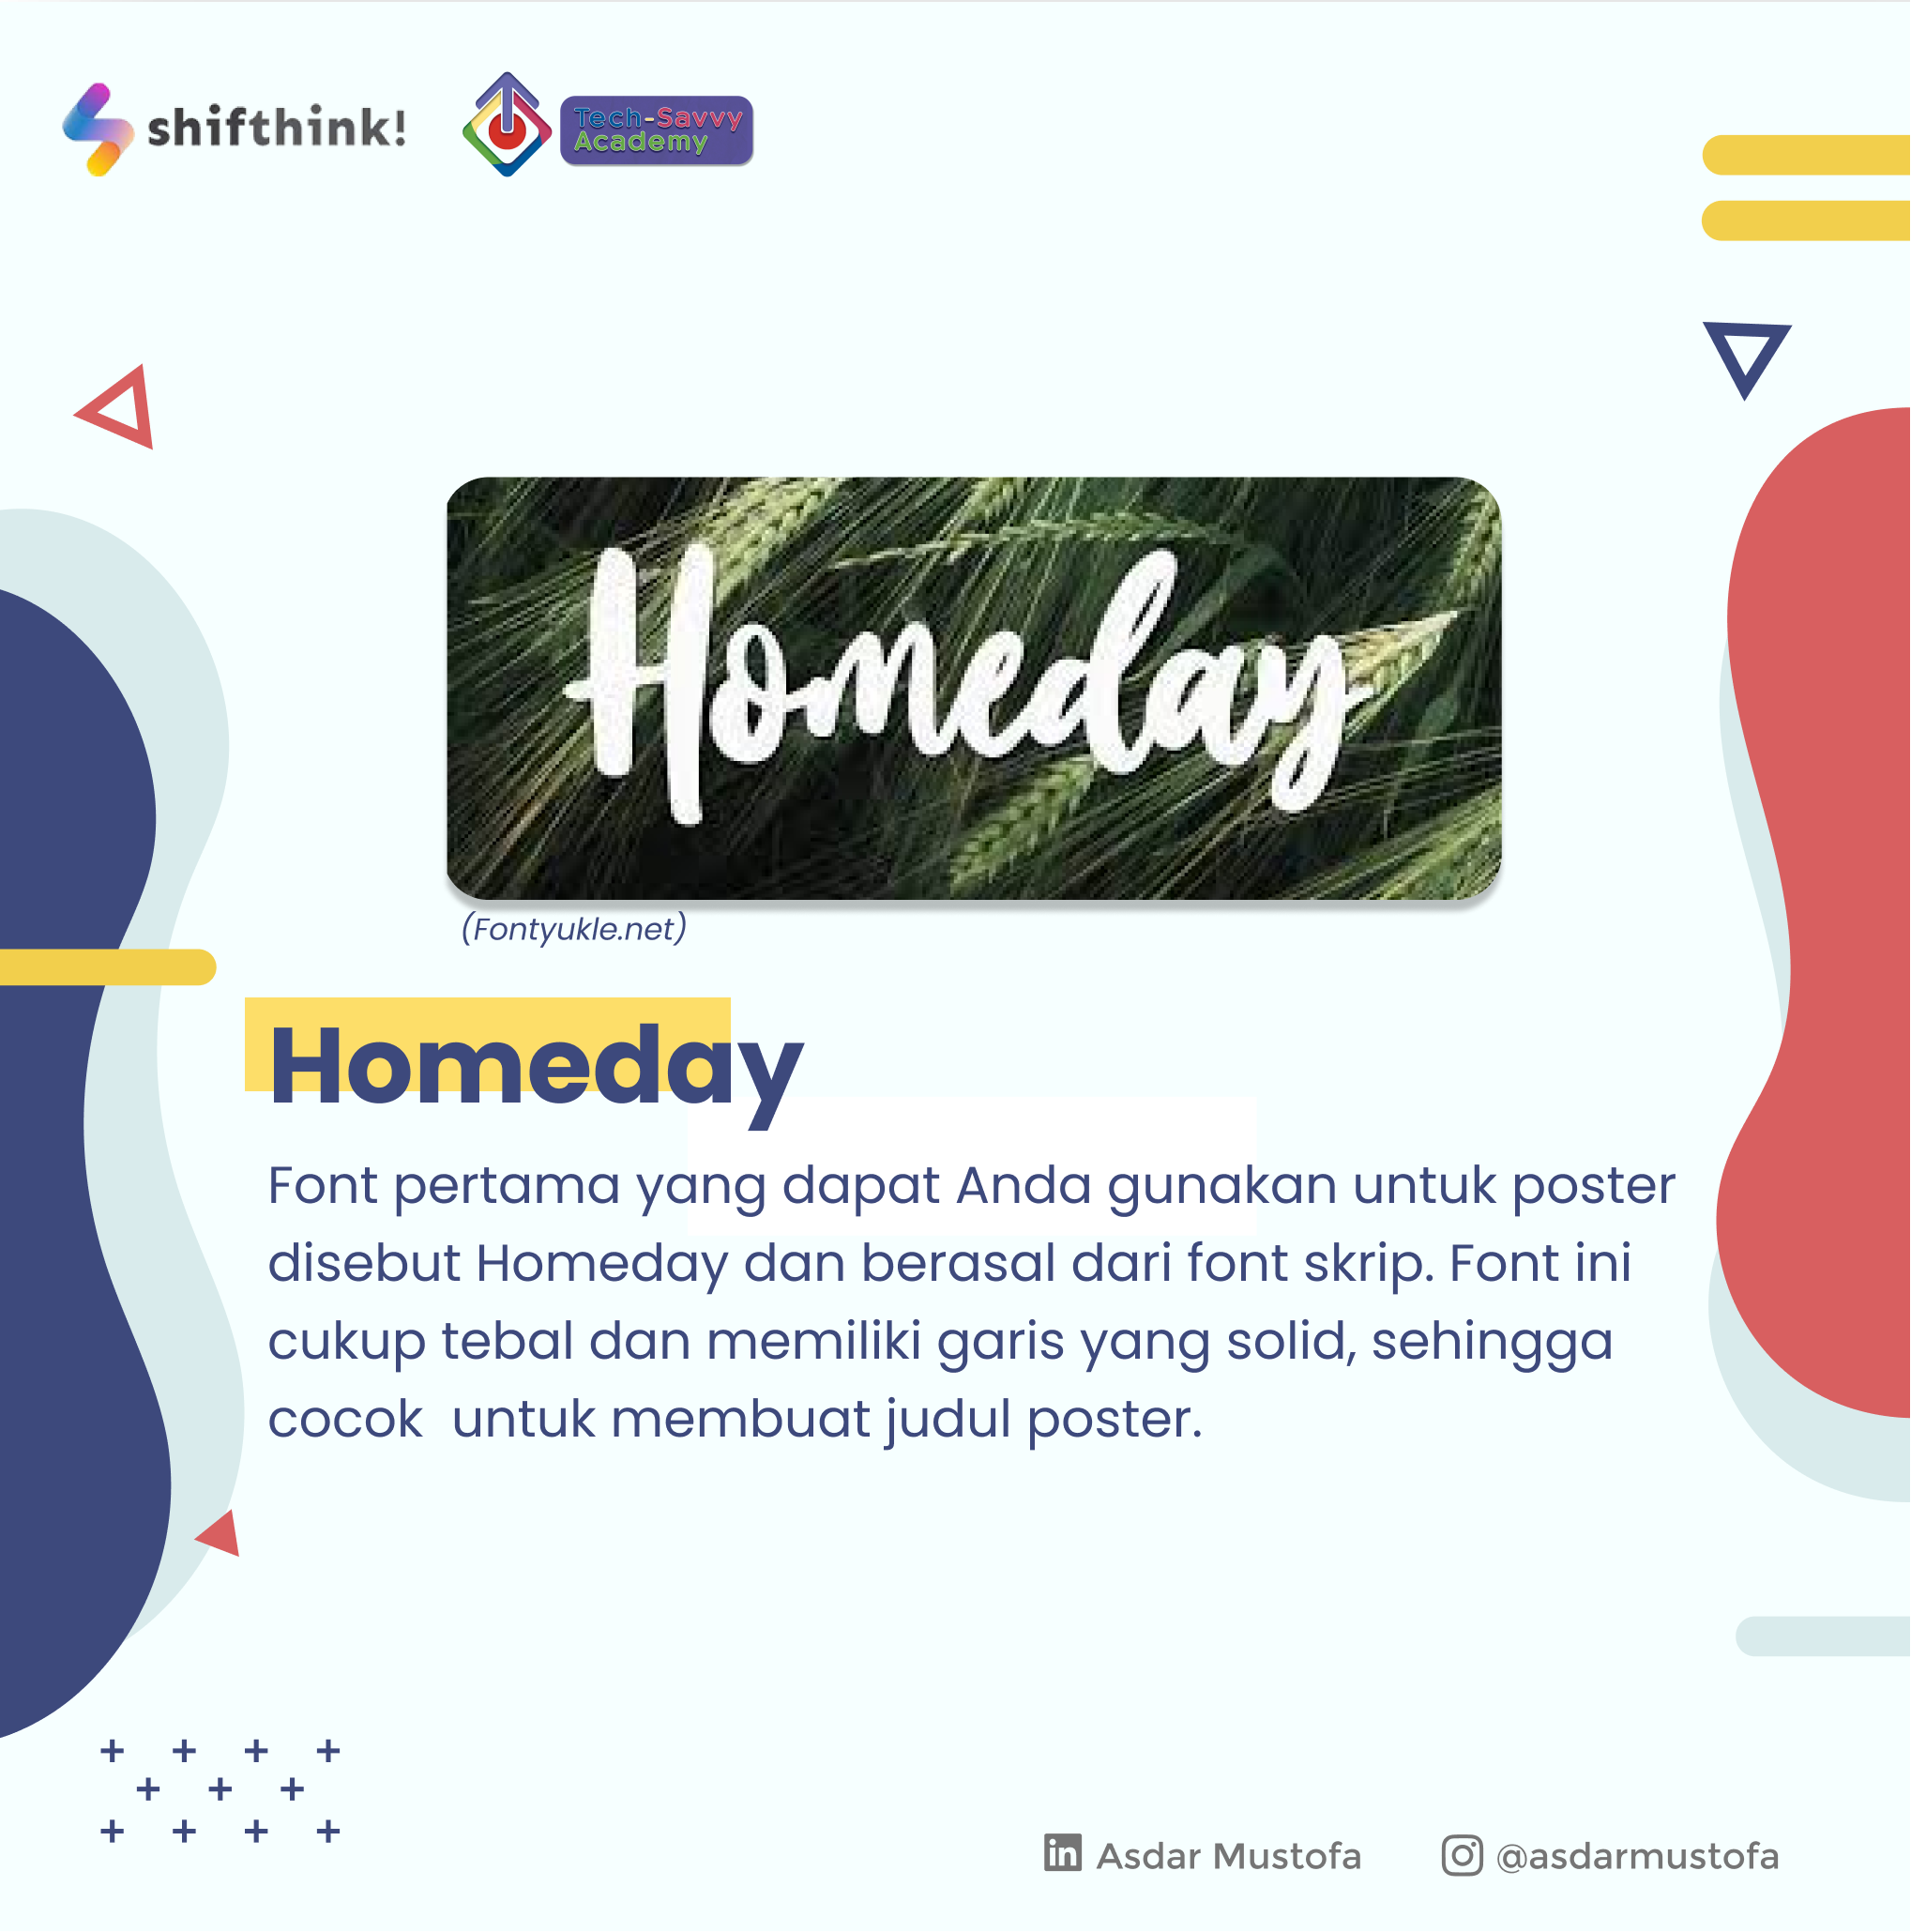 shifthink!
Tech-Savvy
Academy
Homeday
(Fontyukle.net)
Homeday
Font pertama yang dapat Anda gunakan untuk poster
disebut Homeday dan berasal dari font skrip. Font ini
cukup tebal dan memiliki garis yang solid, sehingga
cocok  untuk membuat judul poster.
in Asdar Mustofa
@asdarmustofa